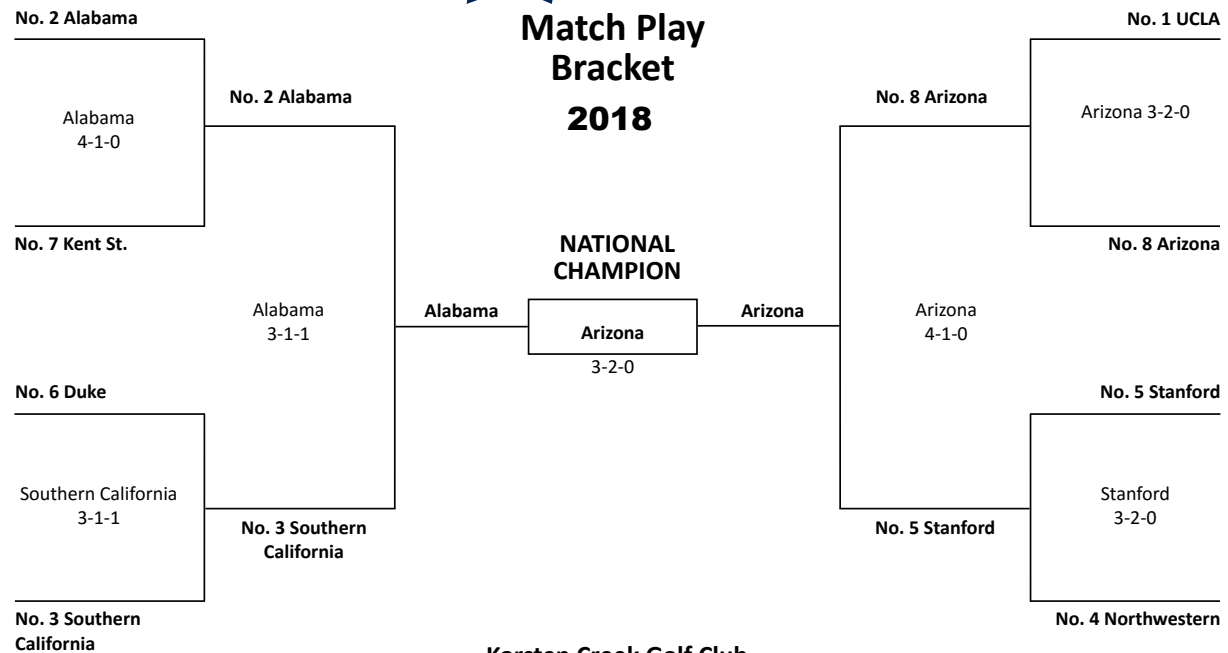 No. 2 Alabama
Match Play
Bracket
2018
No. 1 UCLA
No. 2 Alabama
No. 8 Arizona
Alabama
4-1-0
Arizona 3-2-0
No. 7 Kent St.
NATIONAL
CHAMPION
No. 8 Arizona
Alabama
3-1-1
Alabama
Arizona
3-2-0
Arizona
Arizona
4-1-0
No. 6 Duke
No. 5 Stanford
Southern California
3-1-1
Stanford
3-2-0
No. 3 Southern
California
No. 5 Stanford
No. 3 Southern
California
No. 4 Northwestern
Karsten Creek Golf Club